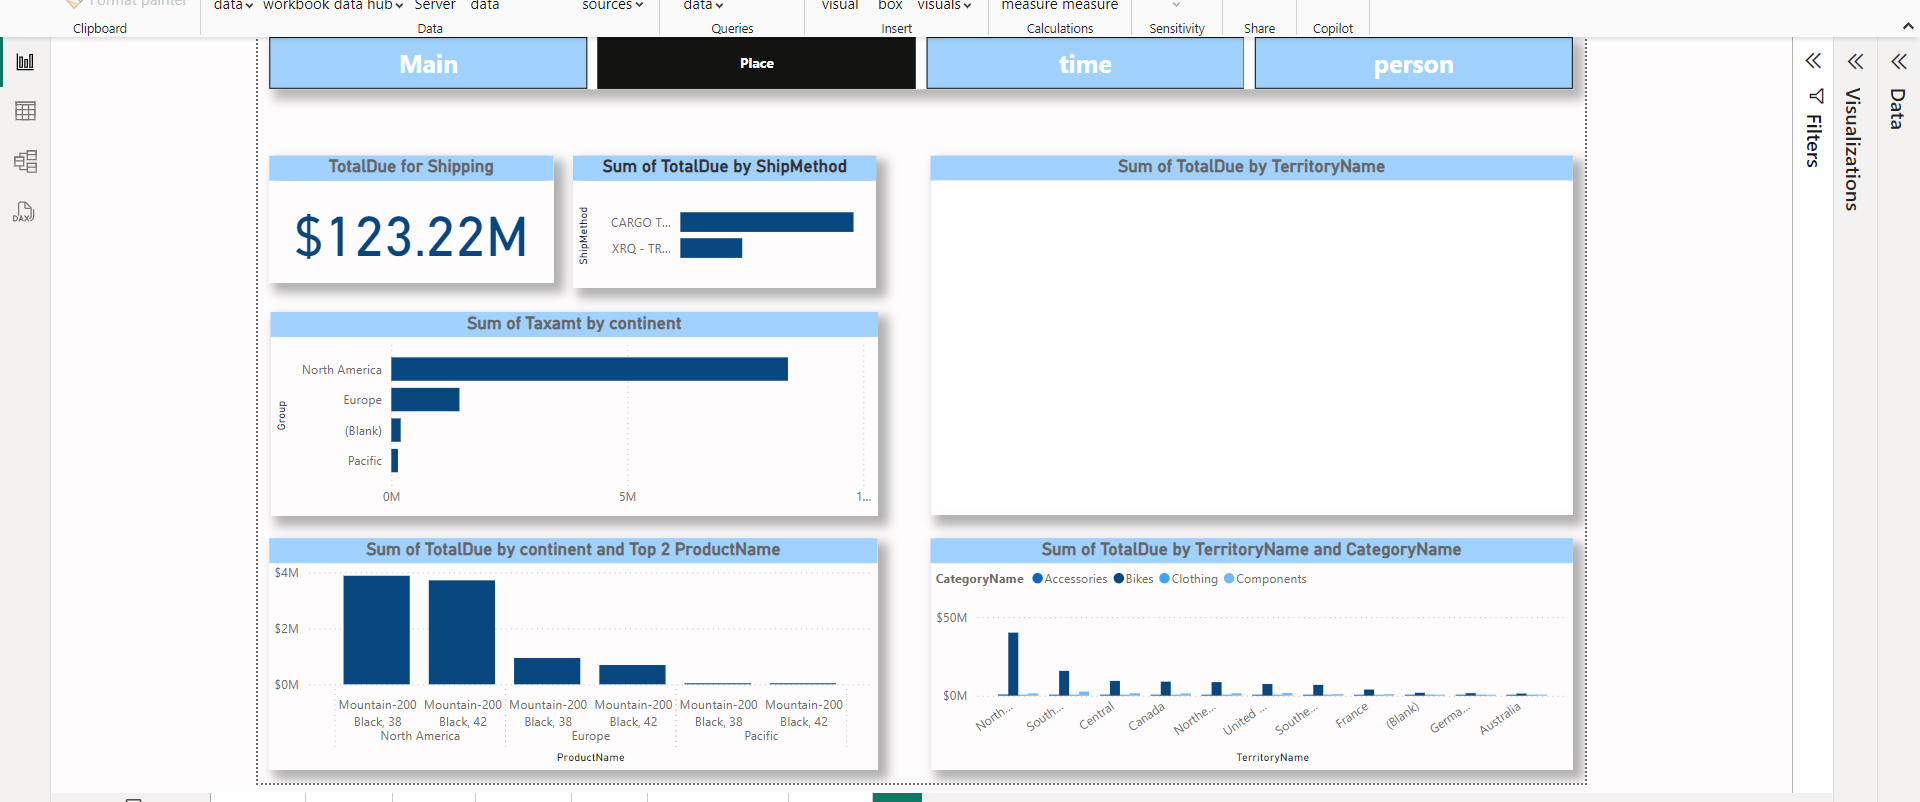 Format painter
data workbook data hub Server data sources data visual box visuals measure measure
Clipboard Data Queries Insert Calculations Sensitivity Share Copilot
Main Place time person
Filters
Visualizations
Data
DAX
TotalDue for Shipping
$123.22M
Sum of TotalDue by ShipMethod
ShipMethod
CARGO T...
XRQ - TR...
Sum of TotalDue by TerritoryName
Sum of Taxamt by continent
Group
North America
Europe
(Blank)
Pacific
0M 5M 1...
Sum of TotalDue by continent and Top 2 ProductName
$4M
$2M
$0M
Mountain-200 Mountain-200 Mountain-200 Mountain-200 Mountain-200 Mountain-200
Black, 38 Black, 42 Black, 38 Black, 42 Black, 38 Black, 42
North America Europe Pacific
ProductName
Sum of TotalDue by TerritoryName and CategoryName
CategoryName Accessories Bikes Clothing Components
$50M
$0M
North... South... Central Canada Northe... United ... Southe... France (Blank) Germa... Australia
TerritoryName